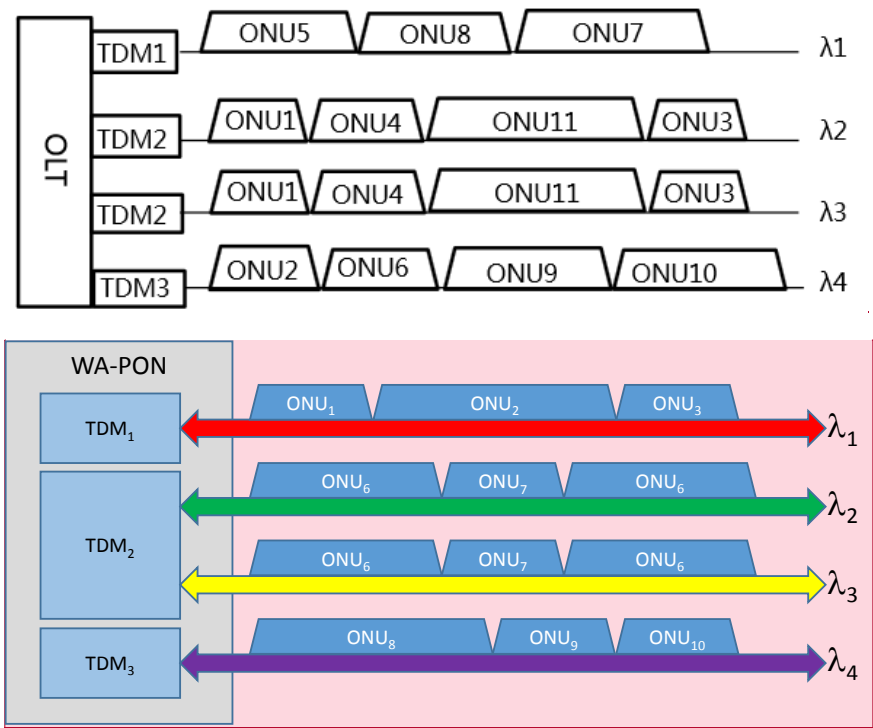 OLT
TDM1 ONU5 ONU8 ONU7 λ1
TDM2 ONU1 ONU4 ONU11 ONU3 λ2
TDM2 ONU1 ONU4 ONU11 ONU3 λ3
TDM3 ONU2 ONU6 ONU9 ONU10 λ4
WA-PON
TDM₁ ONU₁ ONU₂ ONU₃ λ₁
ONU₆ ONU₇ ONU₆ λ₂
TDM₂
ONU₆ ONU₇ ONU₆ λ₃
TDM₃ ONU₈ ONU₉ ONU₁₀ λ₄